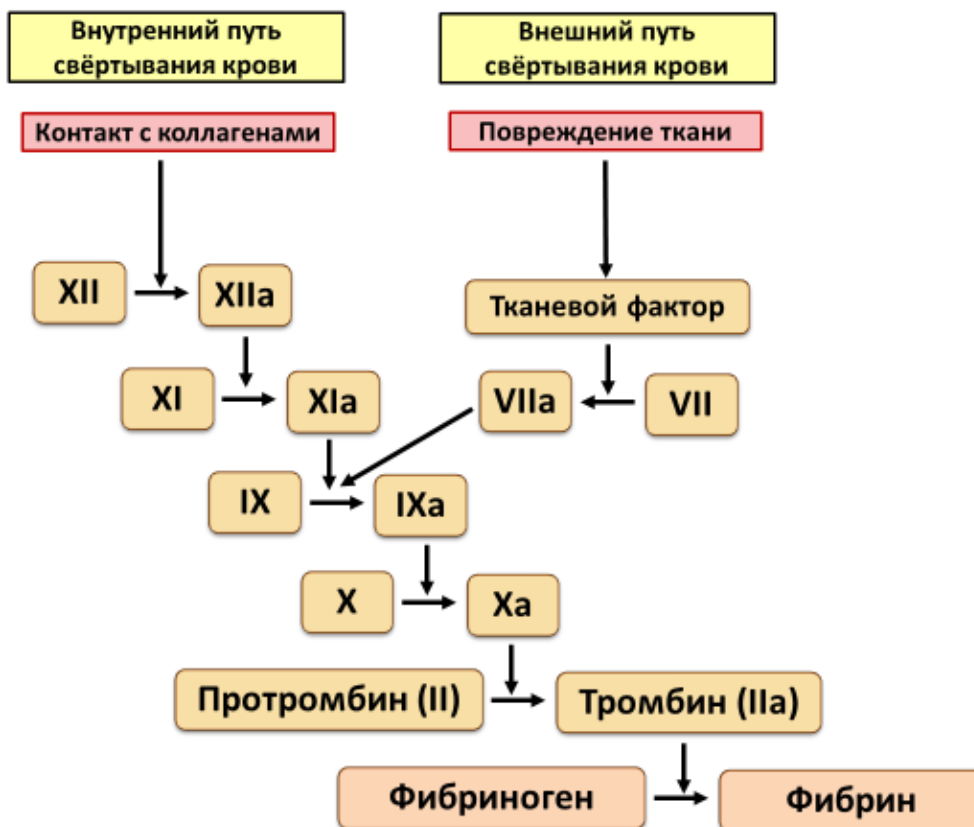 Внутренний путь
свёртывания крови
Внешний путь
свёртывания крови
Контакт с коллагенами
Повреждение ткани
XII
XIIa
Тканевой фактор
XI
XIa
VIIa
VII
IX
IXa
X
Xa
Протромбин (II)
Тромбин (IIa)
Фибриноген
Фибрин